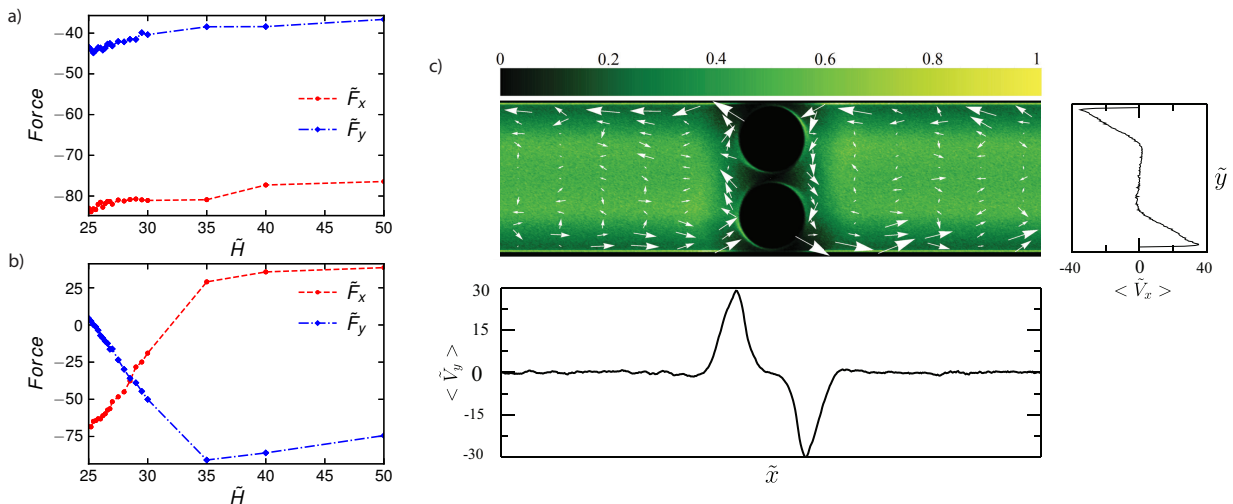 a)
−40
−50
−60
−70
−80
Force
F̃x
F̃y
25 30 35 40 45 50
H̃
b)
25
0
−25
−50
−75
Force
F̃x
F̃y
25 30 35 40 45 50
H̃
c)
0 0.2 0.4 0.6 0.8 1
ỹ
-40 0 40
< Ṽx >
30
15
0
-15
-30
< Ṽy >
x̃